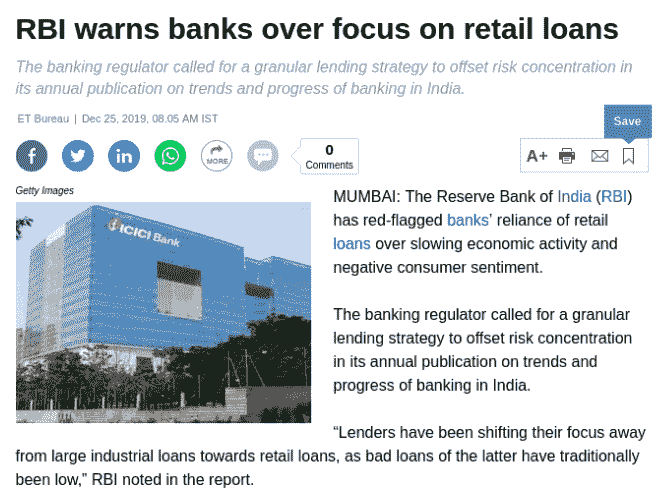 RBI warns banks over focus on retail loans
The banking regulator called for a granular lending strategy to offset risk concentration in
its annual publication on trends and progress of banking in India.
ET Bureau | Dec 25, 2019, 08.05 AM IST
Save
MORE
0
Comments
A+
Getty Images
ICICI Bank
MUMBAI: The Reserve Bank of India (RBI)
has red-flagged banks' reliance of retail
loans over slowing economic activity and
negative consumer sentiment.
The banking regulator called for a granular
lending strategy to offset risk concentration
in its annual publication on trends and
progress of banking in India.
“Lenders have been shifting their focus away
from large industrial loans towards retail loans, as bad loans of the latter have traditionally
been low,” RBI noted in the report.